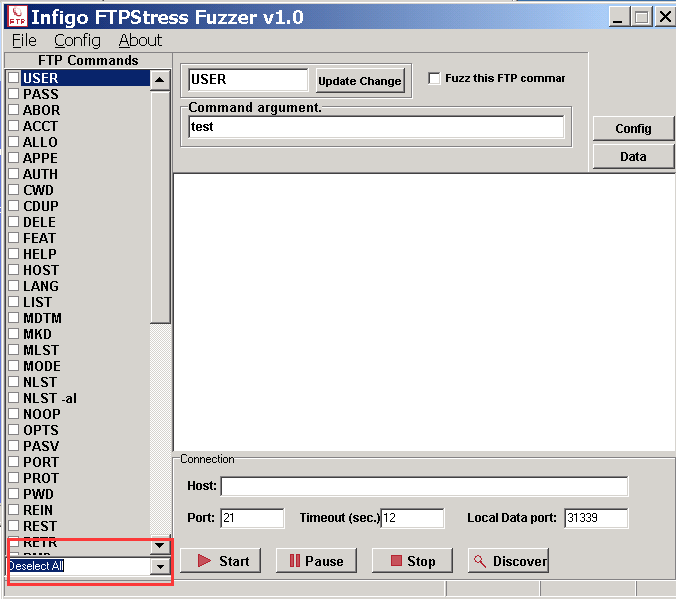 FTP
Infigo FTPStress Fuzzer v1.0
File Config About
FTP Commands
USER
PASS
ABOR
ACCT
ALLO
APPE
AUTH
CWD
CDUP
DELE
FEAT
HELP
HOST
LANG
LIST
MDTM
MKD
MLST
MODE
NLST
NLST -al
NOOP
OPTS
PASV
PORT
PROT
PWD
REIN
REST
RETR
Deselect All
USER
Update Change
Fuzz this FTP commar
Command argument.
test
Config
Data
Connection
Host:
Port: 21 Timeout (sec.) 12 Local Data port: 31339
Start Pause Stop Discover